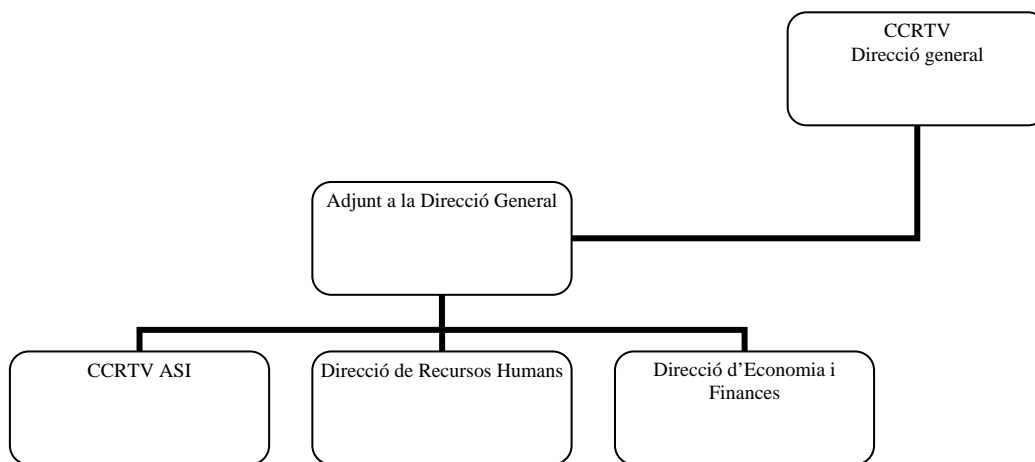 CCRTV
Direcció general
Adjunt a la Direcció General
CCRTV ASI
Direcció de Recursos Humans
Direcció d’Economia i
Finances